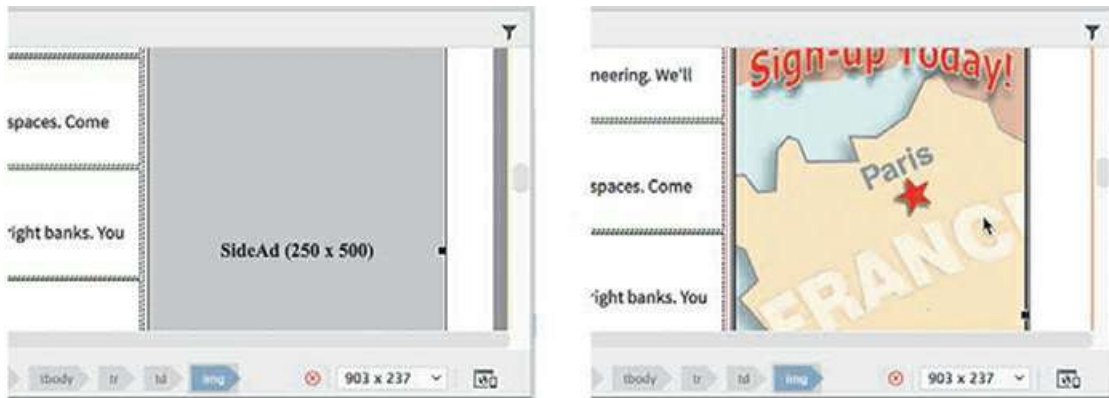 spaces. Come
right banks. You
SideAd (250 x 500)
tbody tr td img
903 x 237
Sign-up Today!
neering. We'll
spaces. Come
right banks. You
Paris
FRANC
tbody tr td img
903 x 237